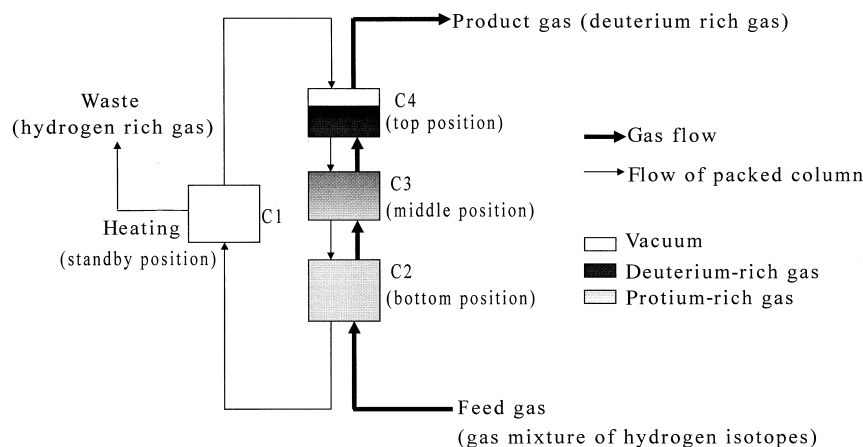 Product gas (deuterium rich gas)
Waste
(hydrogen rich gas)
C4
(top position)
Gas flow
Flow of packed column
C3
(middle position)
C1
Heating
(standby position)
Vacuum
Deuterium-rich gas
Protium-rich gas
C2
(bottom position)
Feed gas
(gas mixture of hydrogen isotopes)